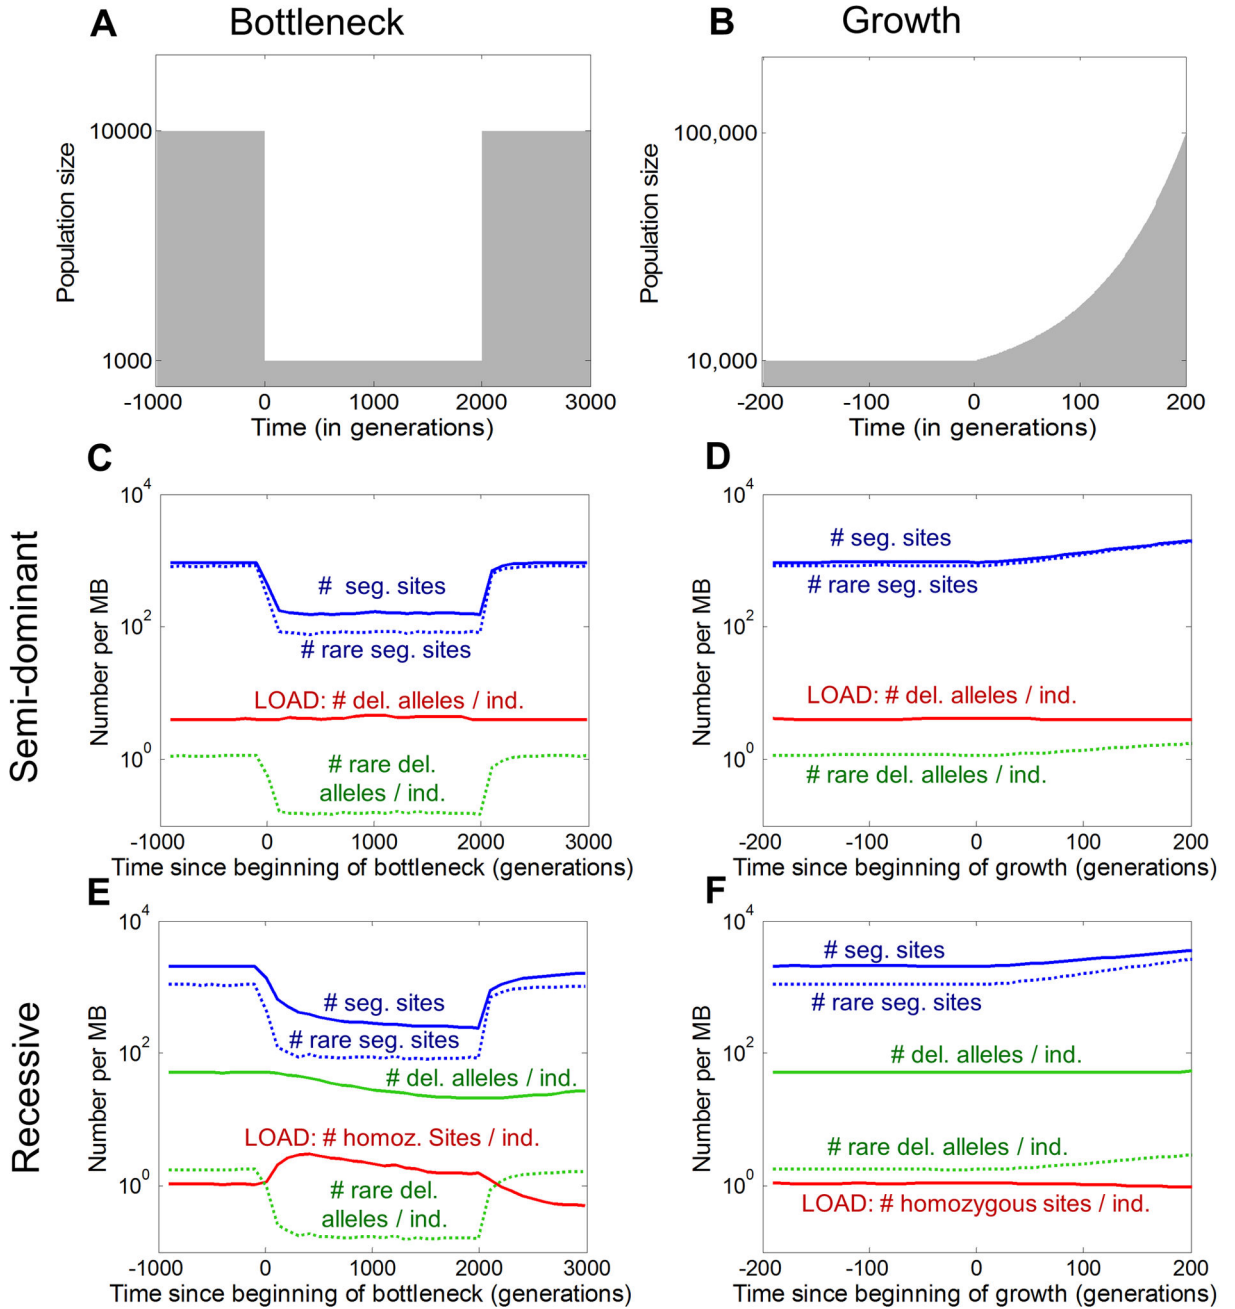 A
Bottleneck
B
Growth
Population size
10000
1000
-1000
0
1000
2000
3000
Time (in generations)
Population size
100,000
10,000
-200
-100
0
100
200
Time (in generations)
Semi-dominant
C
Number per MB
10^4
10^2
10^0
# seg. sites
# rare seg. sites
LOAD: # del. alleles / ind.
# rare del.
alleles / ind.
-1000
0
1000
2000
3000
Time since beginning of bottleneck (generations)
D
Number per MB
10^4
10^2
10^0
# seg. sites
# rare seg. sites
LOAD: # del. alleles / ind.
# rare del. alleles / ind.
-200
-100
0
100
200
Time since beginning of growth (generations)
Recessive
E
Number per MB
10^4
10^2
10^0
# seg. sites
# rare seg. sites
# del. alleles / ind.
LOAD: # homoz. Sites / ind.
# rare del.
alleles / ind.
-1000
0
1000
2000
3000
Time since beginning of bottleneck (generations)
F
Number per MB
10^4
10^2
10^0
# seg. sites
# rare seg. sites
# del. alleles / ind.
# rare del. alleles / ind.
LOAD: # homozygous sites / ind.
-200
-100
0
100
200
Time since beginning of growth (generations)